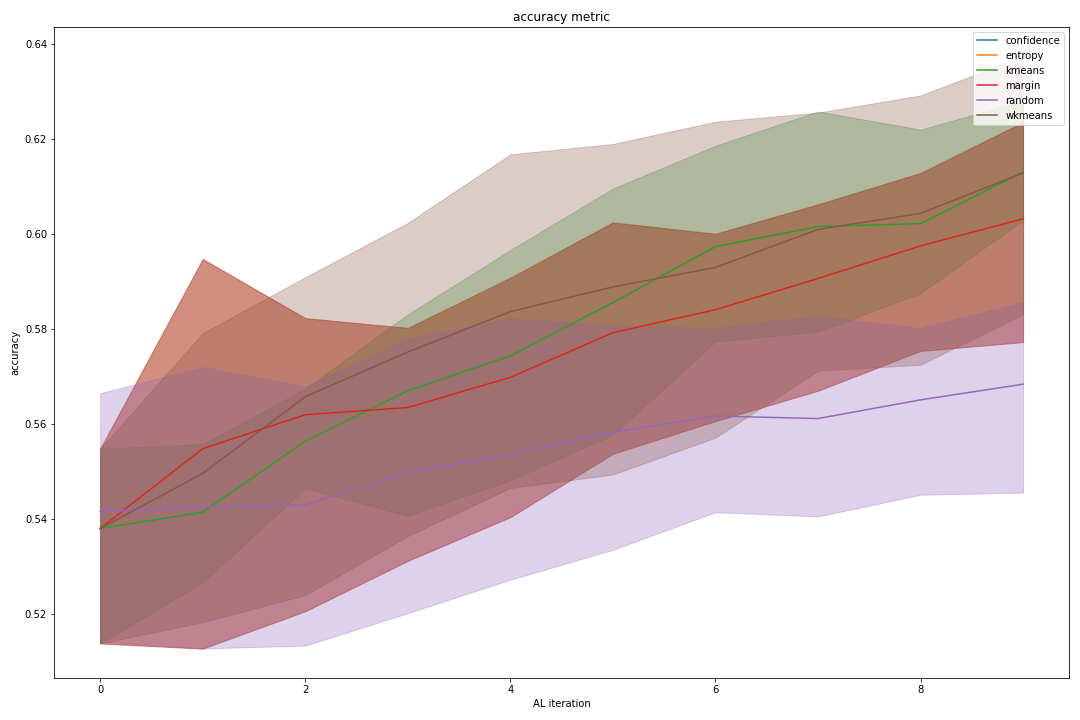 accuracy metric
confidence
entropy
kmeans
margin
random
wkmeans
accuracy
0.64
0.62
0.60
0.58
0.56
0.54
0.52
0
2
4
6
8
AL iteration